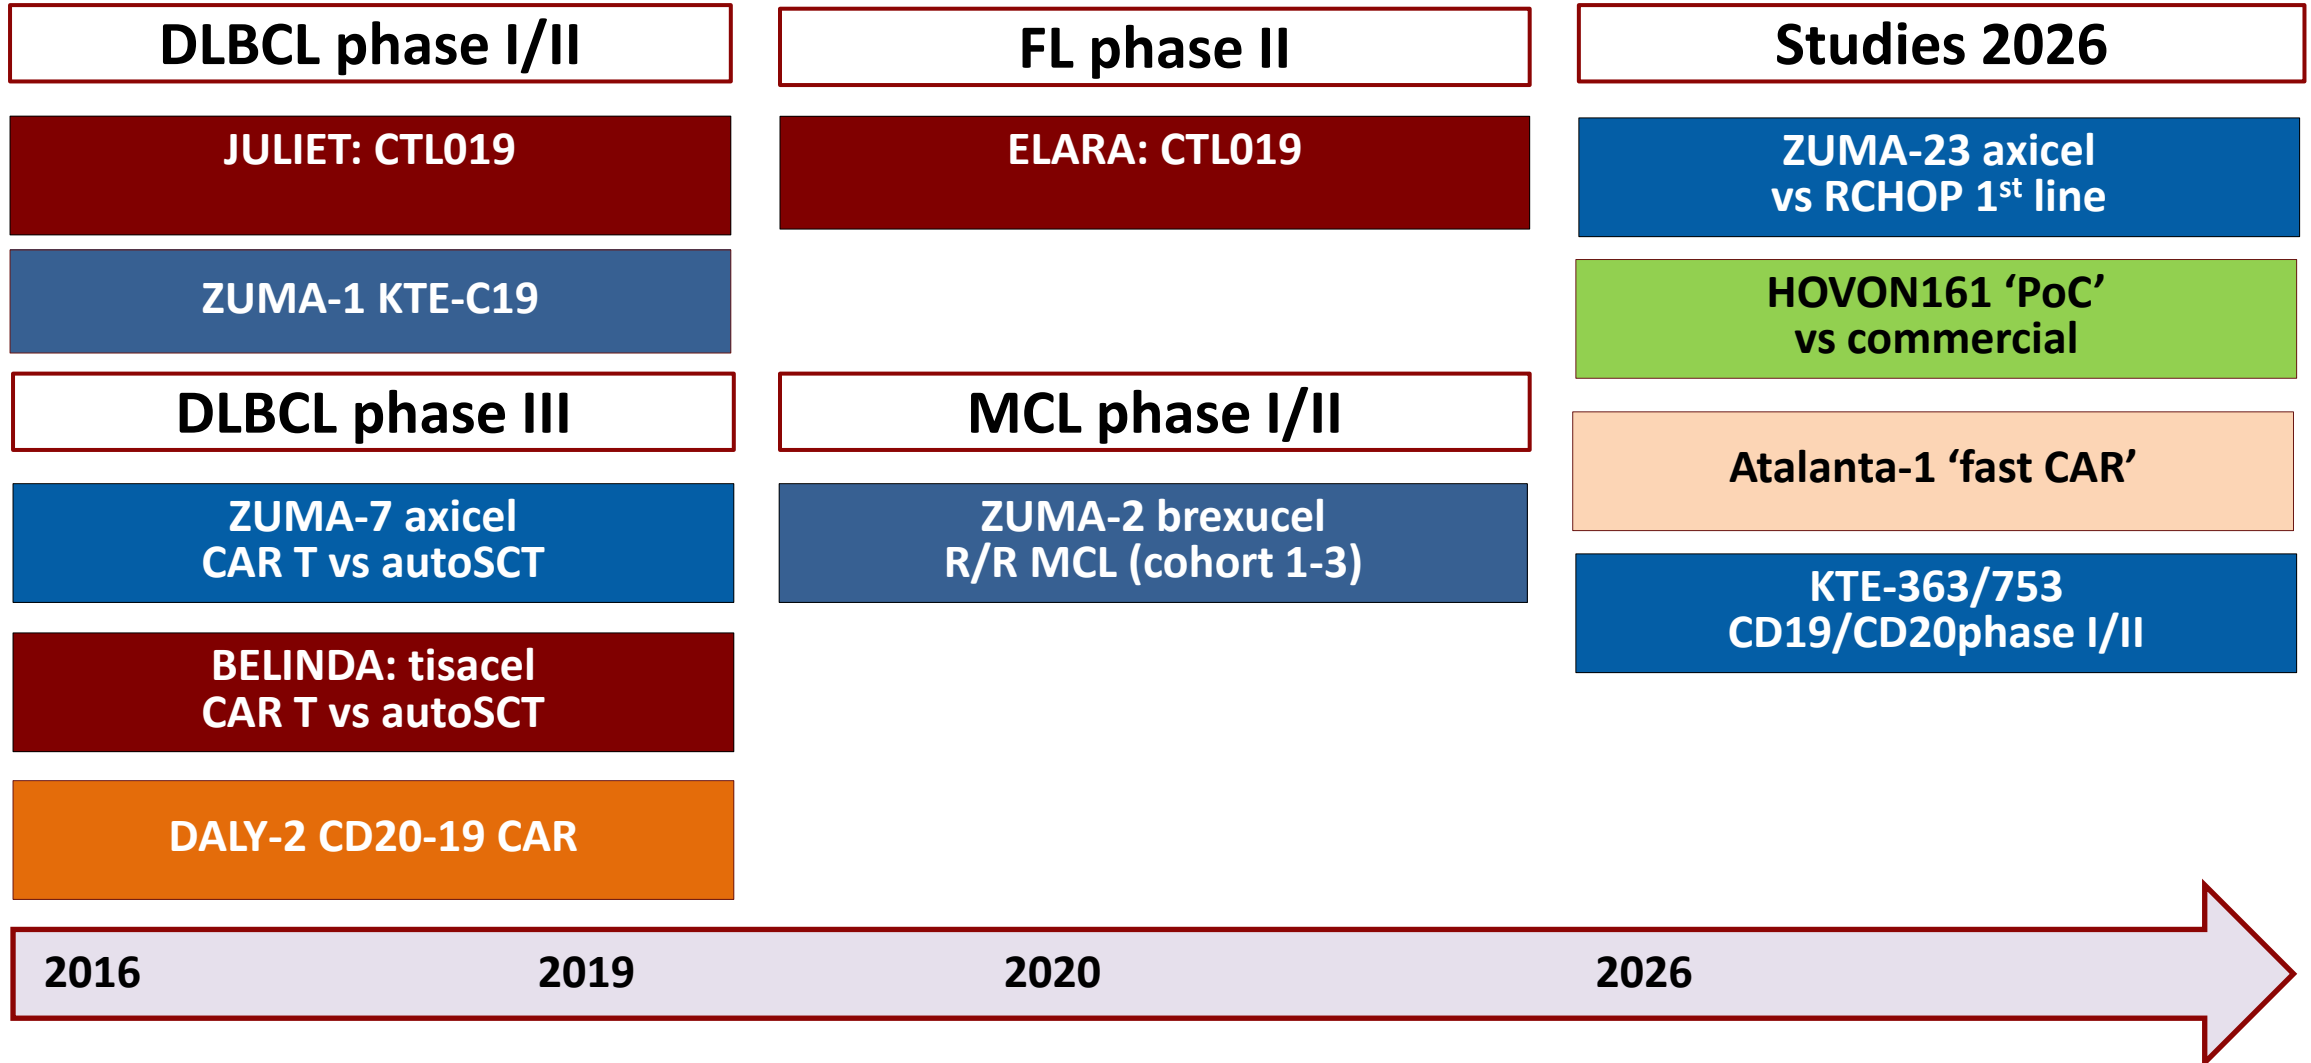 DLBCL phase I/II
JULIET: CTL019
ZUMA-1 KTE-C19
DLBCL phase III
ZUMA-7 axicel
CAR T vs autoSCT
BELINDA: tisacel
CAR T vs autoSCT
DALY-2 CD20-19 CAR
FL phase II
ELARA: CTL019
MCL phase I/II
ZUMA-2 brexucel
R/R MCL (cohort 1-3)
Studies 2026
ZUMA-23 axicel
vs RCHOP 1st line
HOVON161 ‘PoC’
vs commercial
Atalanta-1 ‘fast CAR’
KTE-363/753
CD19/CD20phase I/II
2016 2019 2020 2026